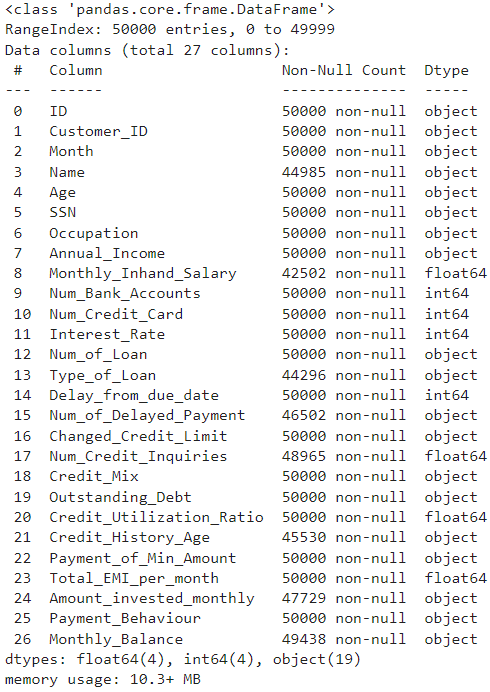 <class 'pandas.core.frame.DataFrame'>
RangeIndex: 50000 entries, 0 to 49999
Data columns (total 27 columns):
 #   Column                    Non-Null Count  Dtype
---  ------                    --------------  -----
 0   ID                        50000 non-null  object
 1   Customer_ID               50000 non-null  object
 2   Month                     50000 non-null  object
 3   Name                      44985 non-null  object
 4   Age                       50000 non-null  object
 5   SSN                       50000 non-null  object
 6   Occupation                50000 non-null  object
 7   Annual_Income             50000 non-null  object
 8   Monthly_Inhand_Salary     42502 non-null  float64
 9   Num_Bank_Accounts         50000 non-null  int64
 10  Num_Credit_Card           50000 non-null  int64
 11  Interest_Rate             50000 non-null  int64
 12  Num_of_Loan               50000 non-null  object
 13  Type_of_Loan              44296 non-null  object
 14  Delay_from_due_date       50000 non-null  int64
 15  Num_of_Delayed_Payment    46502 non-null  object
 16  Changed_Credit_Limit      50000 non-null  object
 17  Num_Credit_Inquiries      48965 non-null  float64
 18  Credit_Mix                50000 non-null  object
 19  Outstanding_Debt          50000 non-null  object
 20  Credit_Utilization_Ratio  50000 non-null  float64
 21  Credit_History_Age        45530 non-null  object
 22  Payment_of_Min_Amount     50000 non-null  object
 23  Total_EMI_per_month       50000 non-null  float64
 24  Amount_invested_monthly   47729 non-null  object
 25  Payment_Behaviour         50000 non-null  object
 26  Monthly_Balance           49438 non-null  object
dtypes: float64(4), int64(4), object(19)
memory usage: 10.3+ MB